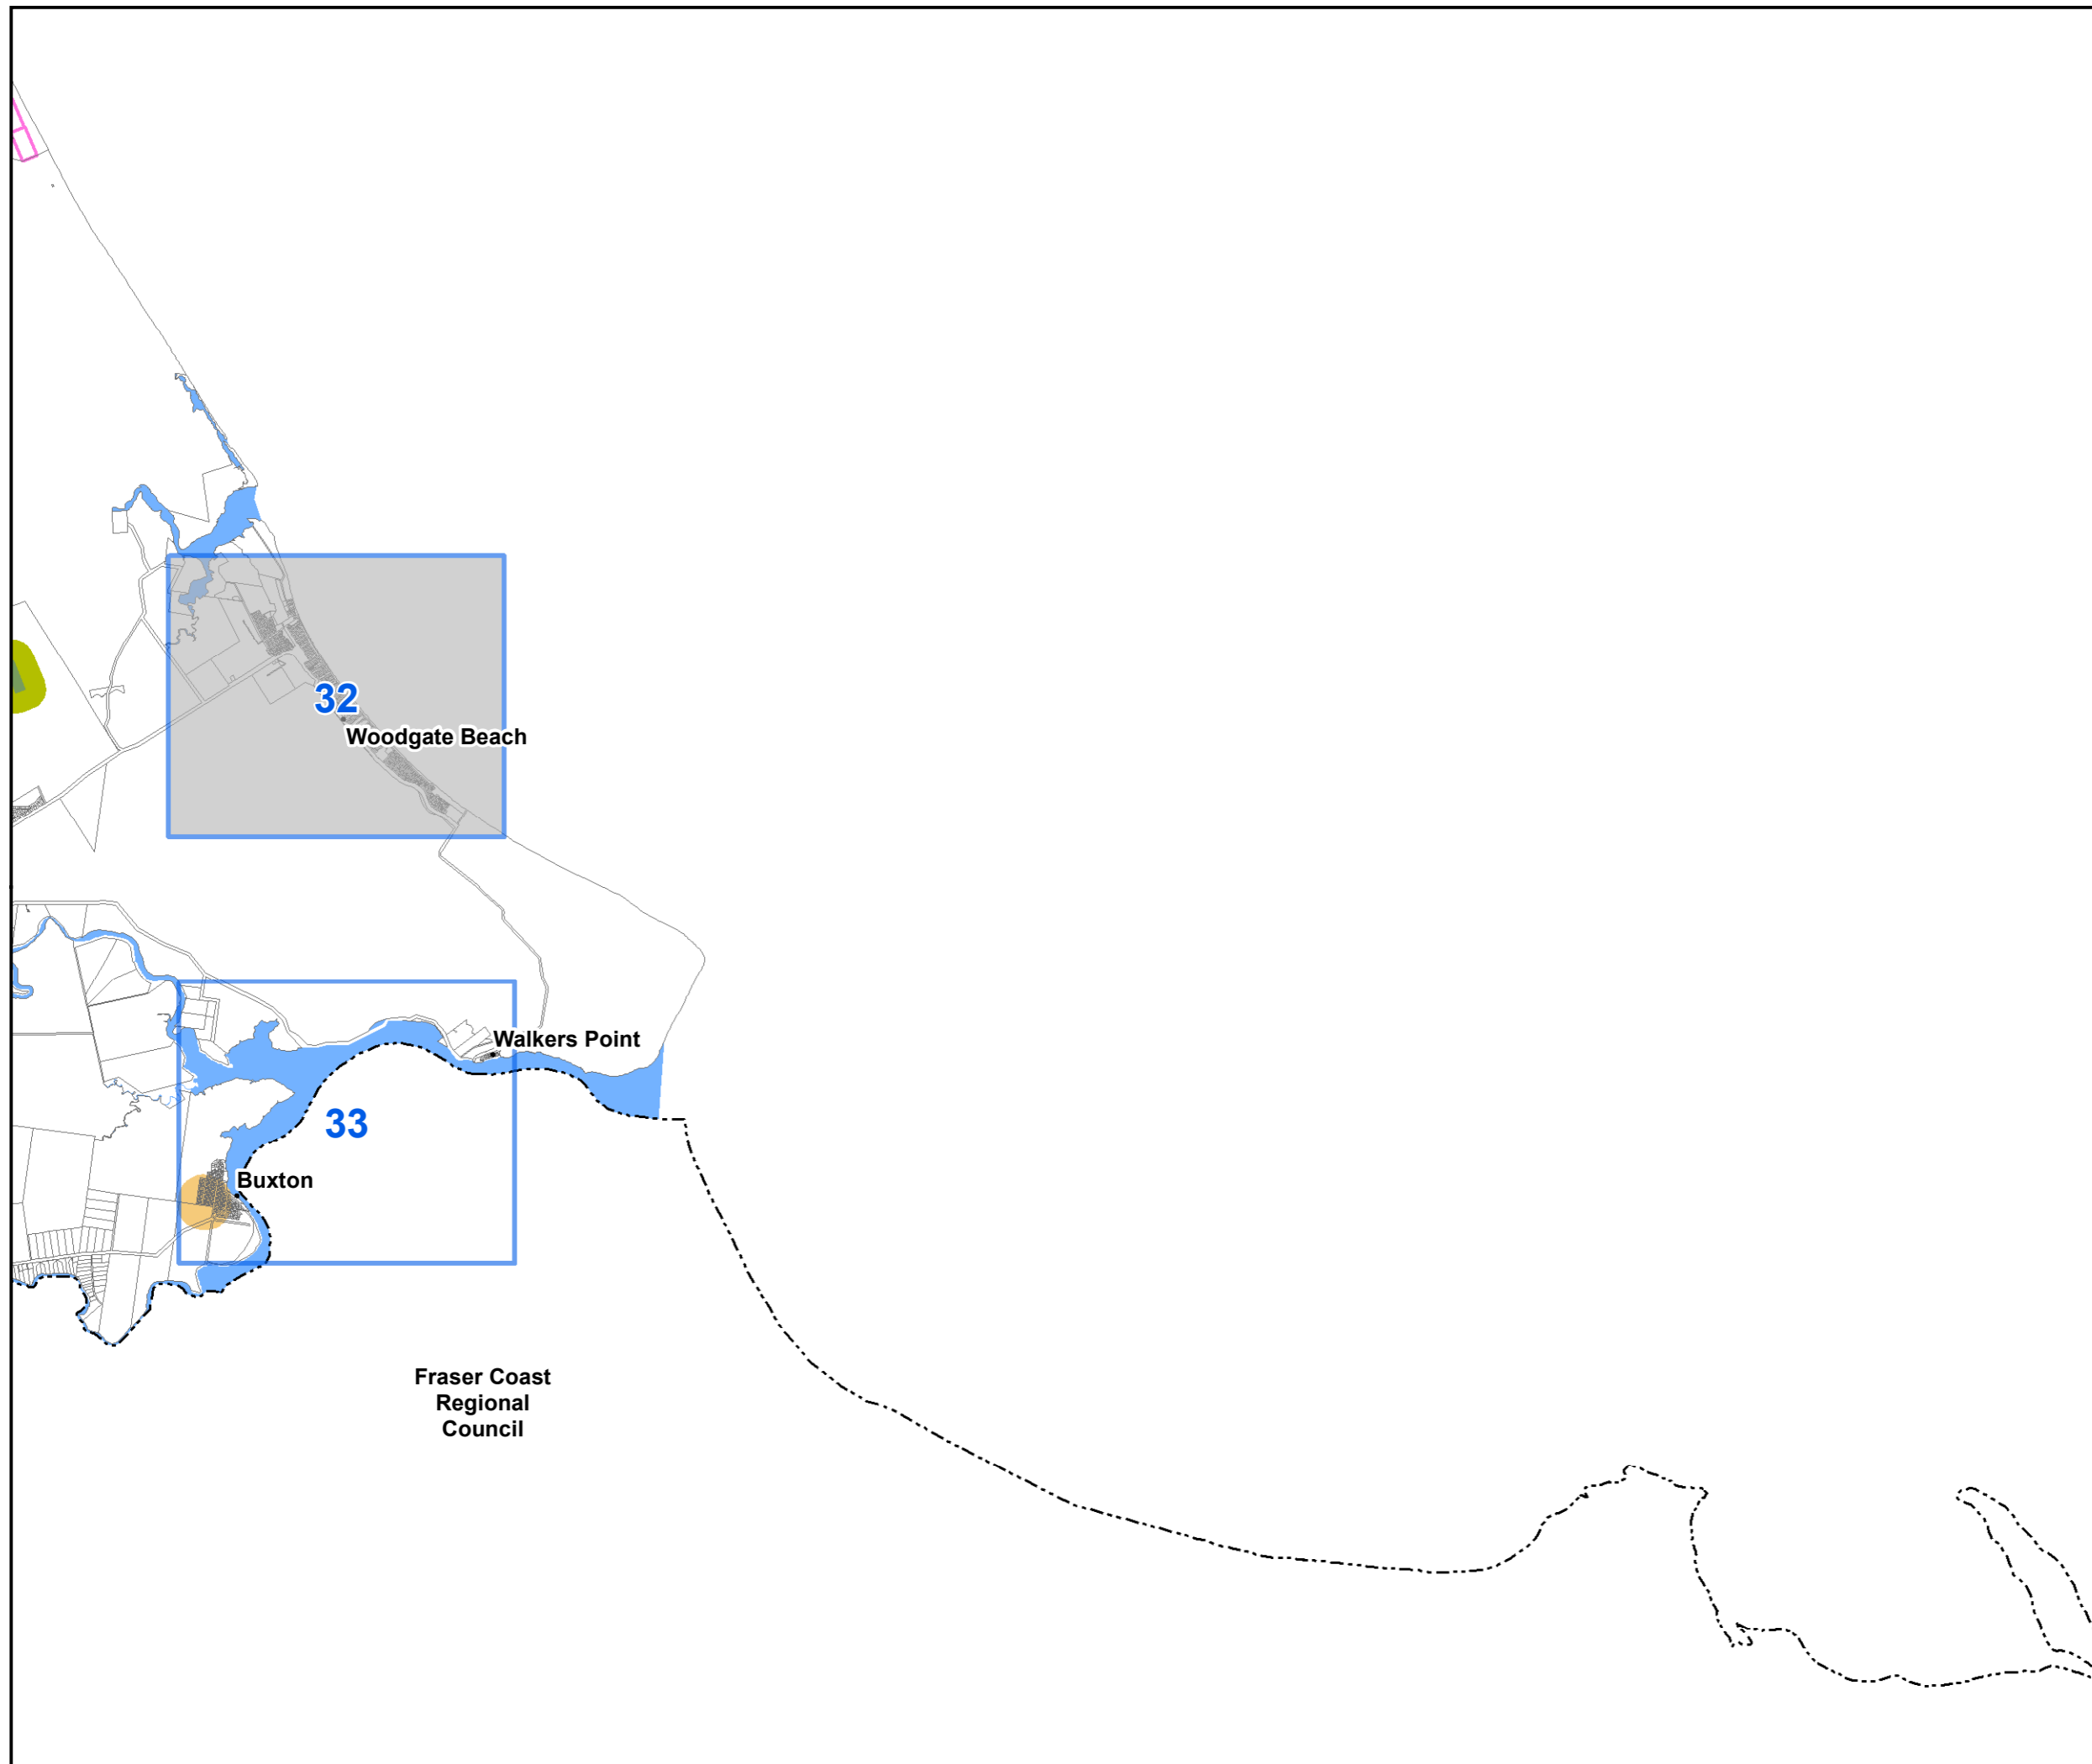 32
Woodgate Beach
Walkers Point
33
Buxton
Fraser Coast
Regional
Council